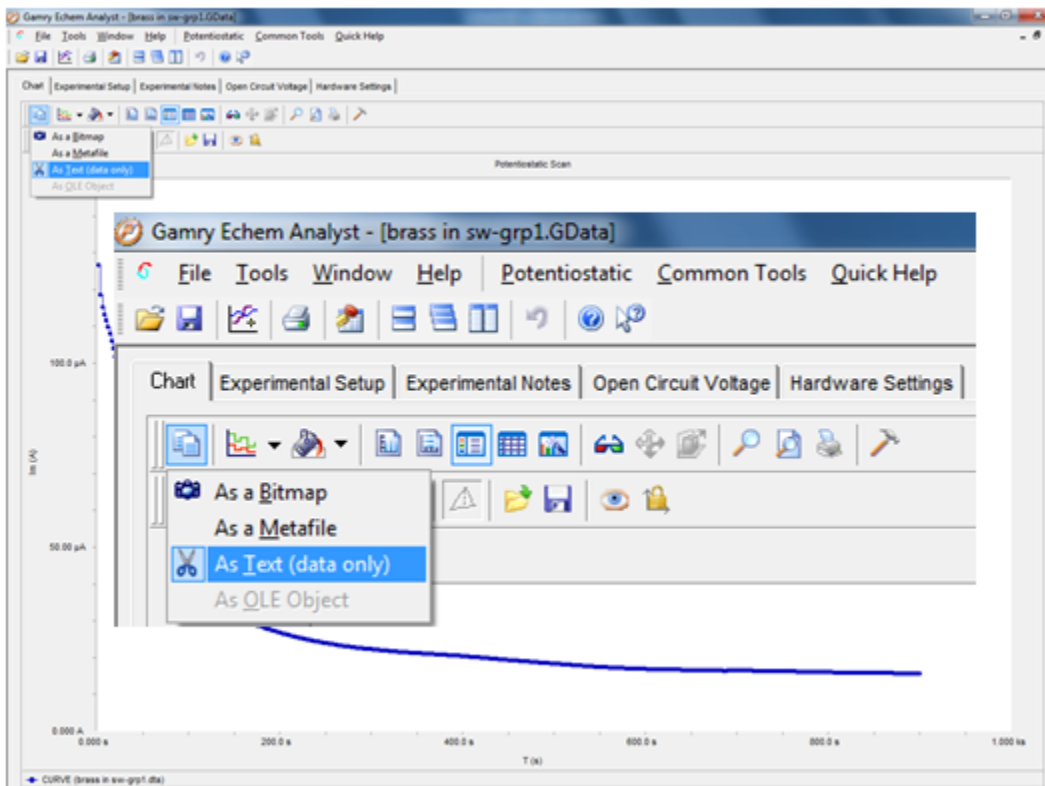 Gamry Echem Analyst - [brass in sw-grp1.GData]
File Tools Window Help Potentiostatic Common Tools Quick Help
Chart Experimental Setup Experimental Notes Open Circuit Voltage Hardware Settings
As a Bitmap
As a Metafile
As Text (data only)
As OLE Object
Potentiostatic Scan
Gamry Echem Analyst - [brass in sw-grp1.GData]
File Tools Window Help Potentiostatic Common Tools Quick Help
Chart Experimental Setup Experimental Notes Open Circuit Voltage Hardware Settings
As a Bitmap
As a Metafile
As Text (data only)
As OLE Object
100.0 µA
Im (A)
50.00 µA
0.000 A
0.000 s 200.0 s 400.0 s 600.0 s 800.0 s 1.000 ks
T (s)
CURVE (brass in sw-grp1.dta)